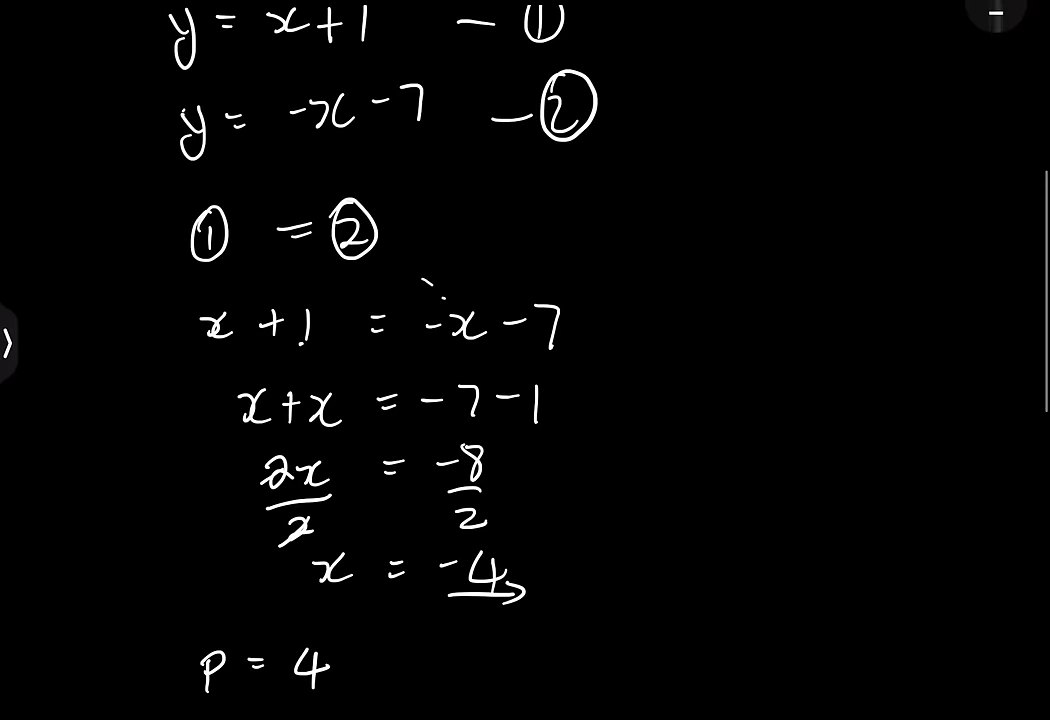 y = x + 1 - ①
y = -x - 7 - ②
① = ②
x + 1 = -x - 7
x + x = -7 - 1
2x/2 = -8/2
x = -4
p = 4